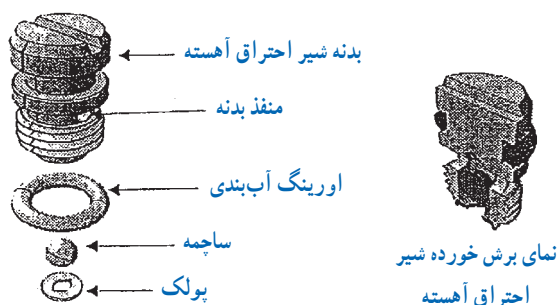 بدنه شیر احتراق آهسته
منفذ بدنه
اورینگ آب‌بندی
ساچمه
پولک
نمای برش خورده شیر
احتراق آهسته